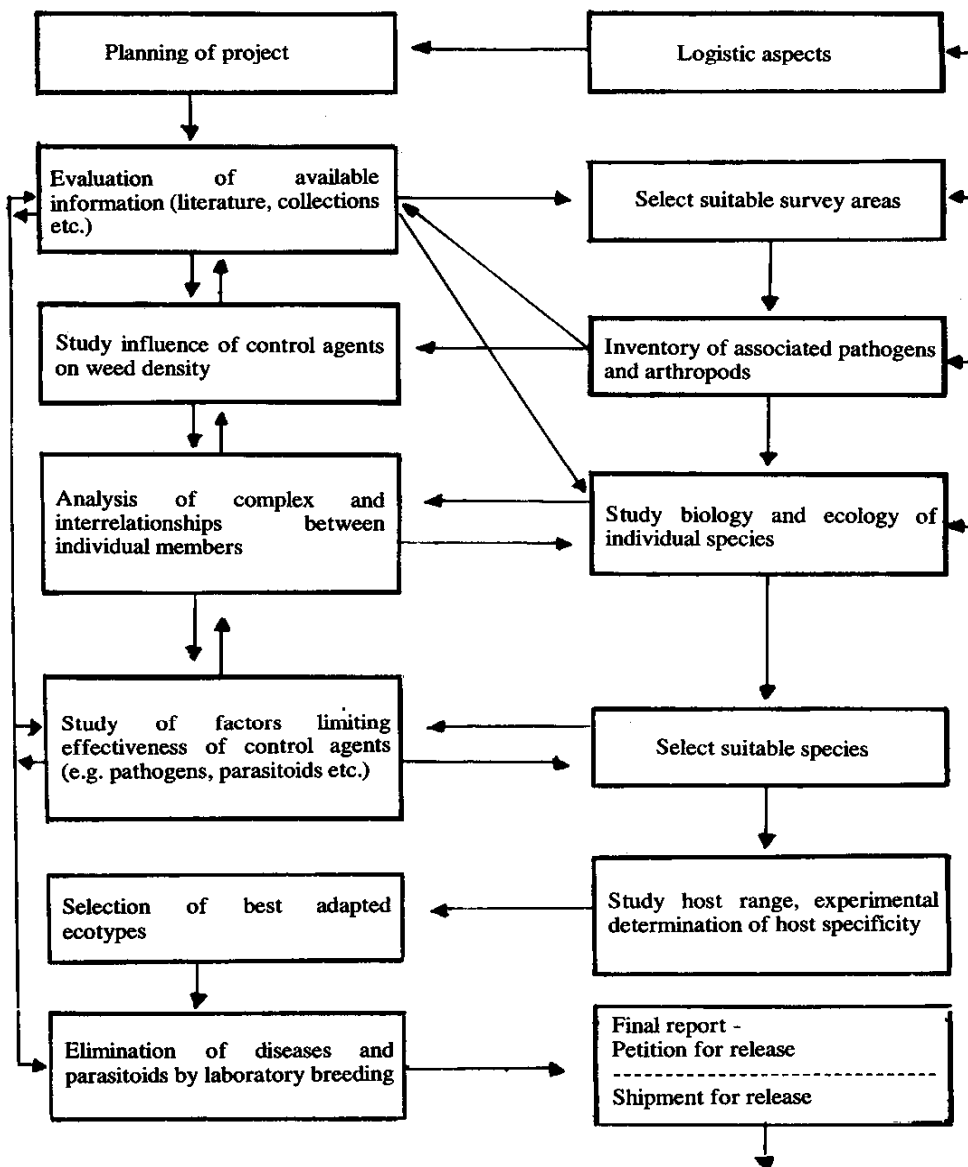 Planning of project
Logistic aspects
Evaluation of available
information (literature, collections
etc.)
Select suitable survey areas
Study influence of control agents
on weed density
Inventory of associated pathogens
and arthropods
Analysis of complex and
interrelationships between
individual members
Study biology and ecology of
individual species
Study of factors limiting
effectiveness of control agents
(e.g. pathogens, parasitoids etc.)
Select suitable species
Selection of best adapted
ecotypes
Study host range, experimental
determination of host specificity
Elimination of diseases and
parasitoids by laboratory breeding
Final report -
Petition for release
Shipment for release